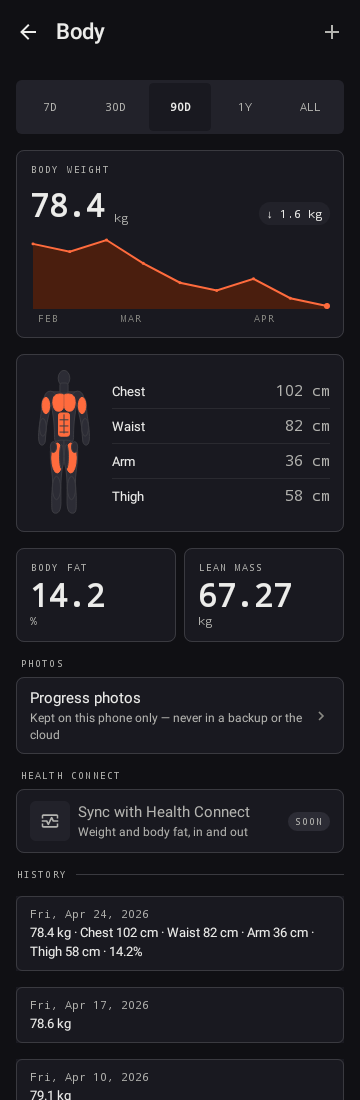 Body
7D 30D 90D 1Y ALL
BODY WEIGHT
78.4 kg
↓ 1.6 kg
FEB MAR APR
Chest 102 cm
Waist 82 cm
Arm 36 cm
Thigh 58 cm
BODY FAT
14.2
%
LEAN MASS
67.27
kg
PHOTOS
Progress photos
Kept on this phone only — never in a backup or the
cloud
HEALTH CONNECT
Sync with Health Connect
Weight and body fat, in and out
SOON
HISTORY
Fri, Apr 24, 2026
78.4 kg · Chest 102 cm · Waist 82 cm · Arm 36 cm ·
Thigh 58 cm · 14.2%
Fri, Apr 17, 2026
78.6 kg
Fri, Apr 10, 2026
79.1 kg